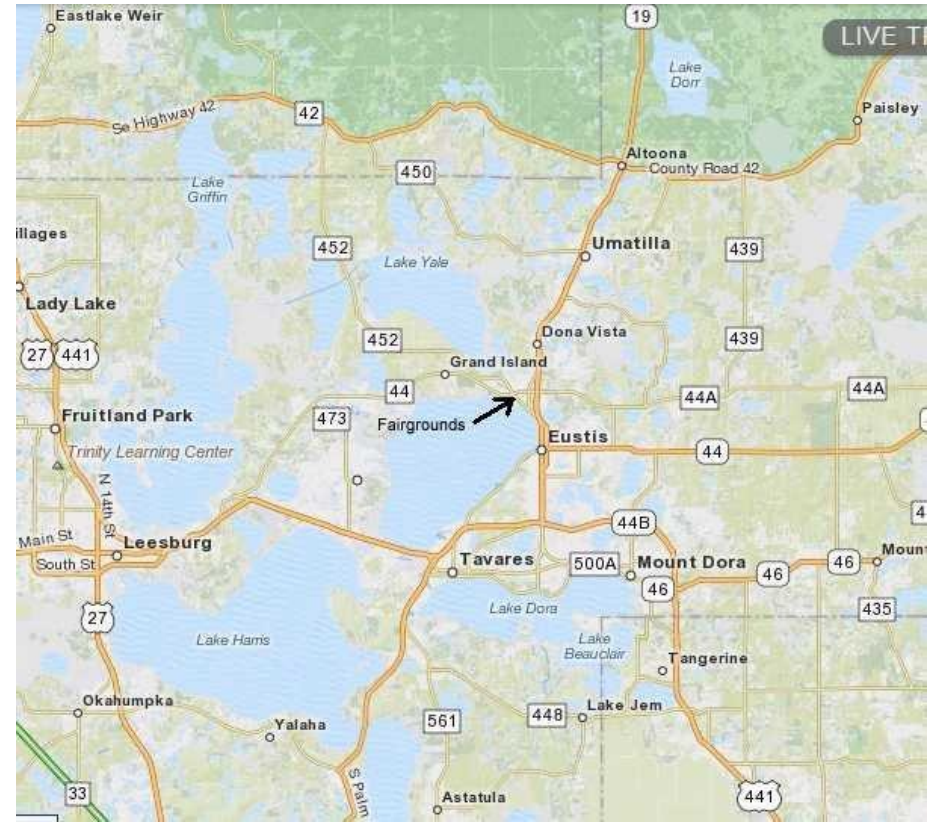 Eastlake Weir
19
LIVE T
Lake
Dorr
Paisley
Se Highway 42
42
Altoona
County Road 42
450
Lake
Griffin
illages
452
Lake Yale
Umatilla
439
Lady Lake
27
441
452
Dona Vista
439
Grand Island
44
44A
44A
Fruitland Park
473
Fairgrounds
Eustis
Trinity Learning Center
44
N 14th St
Main St
South St
Leesburg
44B
4
Tavares
500A
Mount Dora
46
46
46
Mount
27
Lake Harris
Lake Dora
Lake
Beauclair
435
Tangerine
Okahumpka
Yalaha
561
448
Lake Jem
S Palm
33
Astatula
441